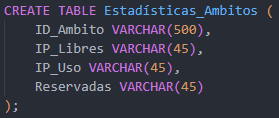 CREATE TABLE Estadísticas_Ambitos (
    ID_Ambito VARCHAR(500),
    IP_Libres VARCHAR(45),
    IP_Uso VARCHAR(45),
    Reservadas VARCHAR(45)
);